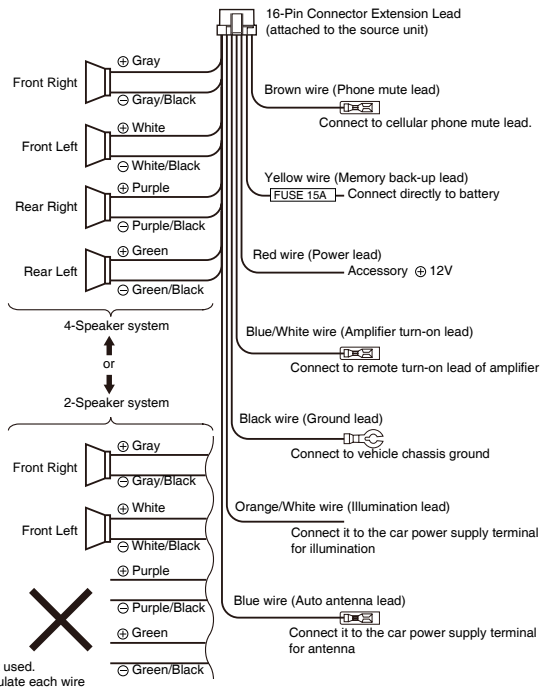 16-Pin Connector Extension Lead
(attached to the source unit)
⊕ Gray
Front Right
⊖ Gray/Black
⊕ White
Front Left
⊖ White/Black
⊕ Purple
Rear Right
⊖ Purple/Black
⊕ Green
Rear Left
⊖ Green/Black
4-Speaker system
or
2-Speaker system
⊕ Gray
Front Right
⊖ Gray/Black
⊕ White
Front Left
⊖ White/Black
⊕ Purple
⊖ Purple/Black
⊕ Green
⊖ Green/Black
used.
ulate each wire
Brown wire (Phone mute lead)
Connect to cellular phone mute lead.
Yellow wire (Memory back-up lead)
FUSE 15A
Connect directly to battery
Red wire (Power lead)
Accessory ⊕ 12V
Blue/White wire (Amplifier turn-on lead)
Connect to remote turn-on lead of amplifier
Black wire (Ground lead)
Connect to vehicle chassis ground
Orange/White wire (Illumination lead)
Connect it to the car power supply terminal
for illumination
Blue wire (Auto antenna lead)
Connect it to the car power supply terminal
for antenna